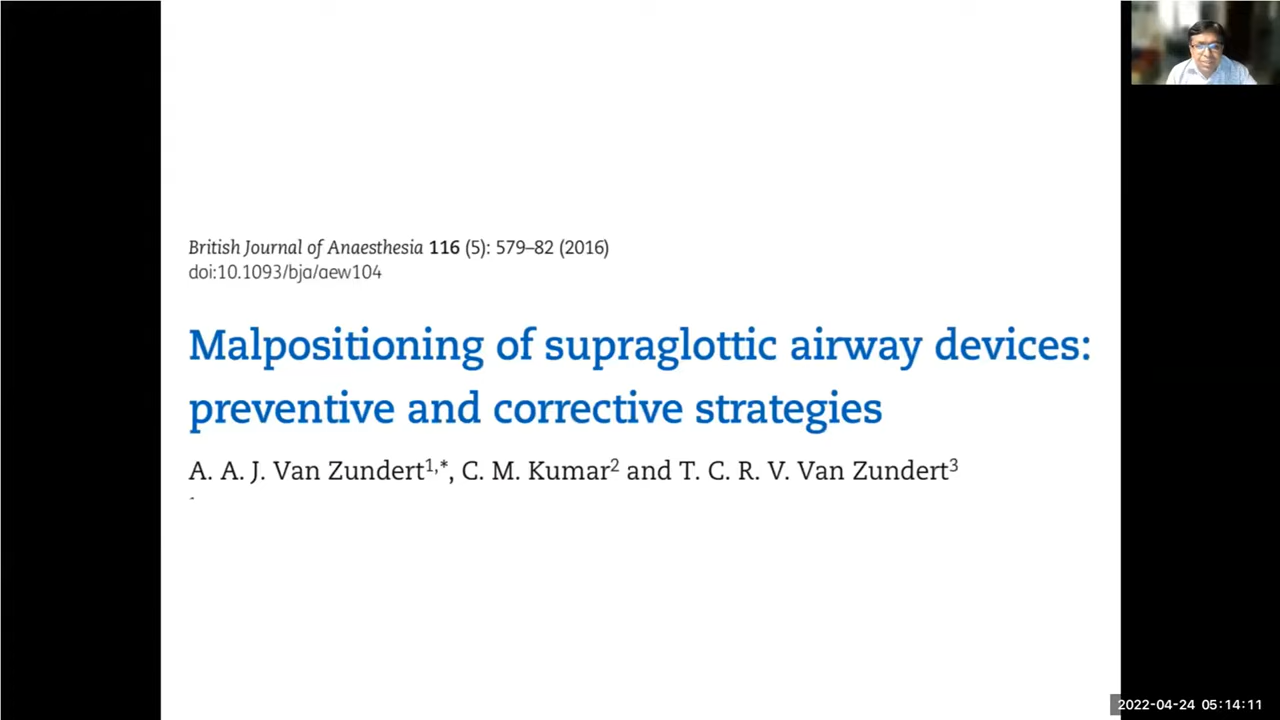 British Journal of Anaesthesia 116 (5): 579–82 (2016)
doi:10.1093/bja/aew104
Malpositioning of supraglottic airway devices:
preventive and corrective strategies
A. A. J. Van Zundert1,*, C. M. Kumar2 and T. C. R. V. Van Zundert3
2022-04-24 05:14:11